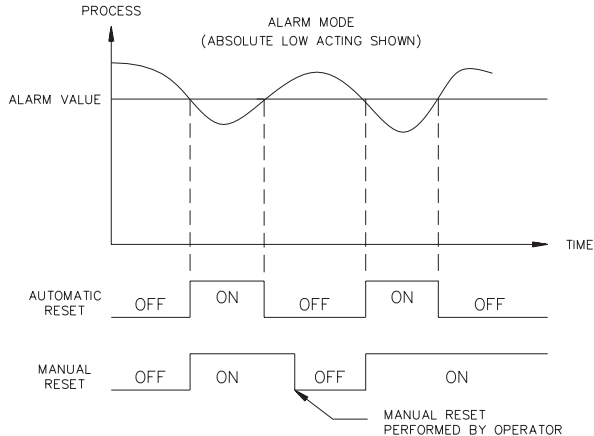 PROCESS
ALARM MODE
(ABSOLUTE LOW ACTING SHOWN)
ALARM VALUE
TIME
AUTOMATIC
RESET
OFF
ON
OFF
ON
OFF
MANUAL
RESET
OFF
ON
OFF
ON
MANUAL RESET
PERFORMED BY OPERATOR